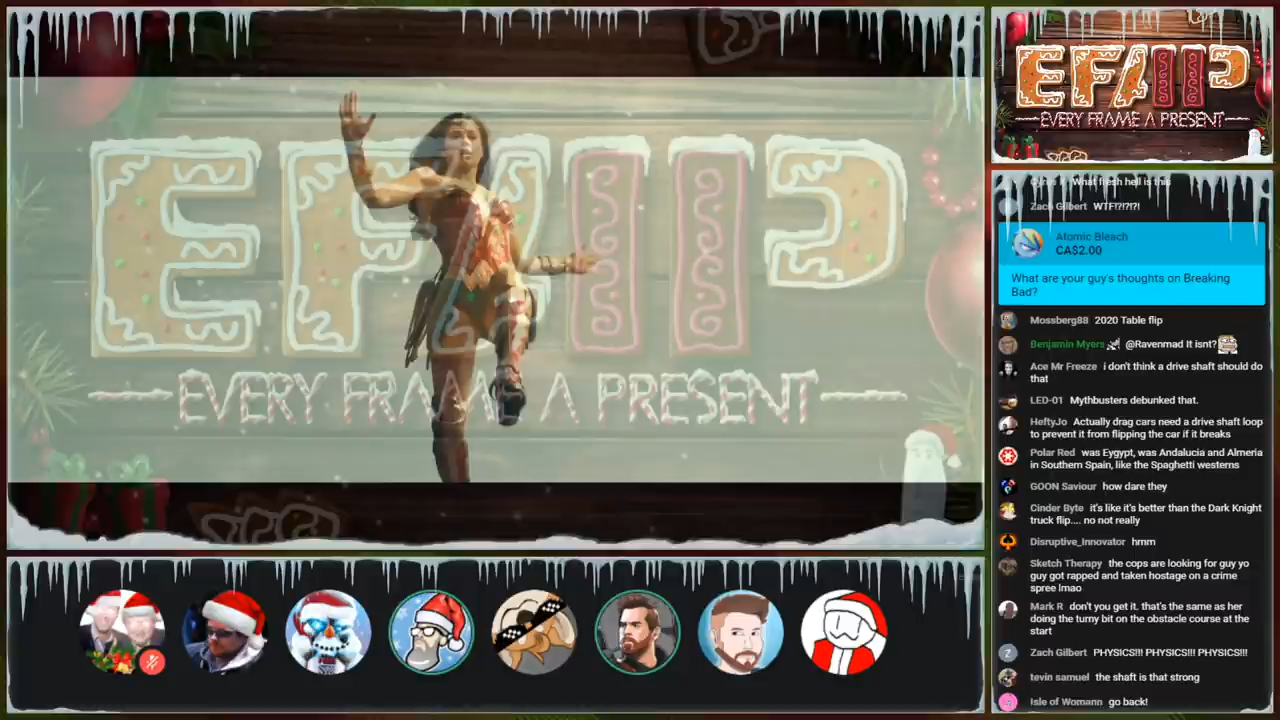 EFAP
EVERY FRAME A PRESENT
EFAP
EVERY FRAME A PRESENT
What fresh hell is this
Zach Gilbert WTF!?!?!?!
Atomic Bleach
CA$2.00
What are your guy's thoughts on Breaking
Bad?
Mossberg88 2020 Table flip
Benjamin Myers @Ravenmad It isnt?
Ace Mr Freeze i don't think a drive shaft should do
that
LED-01 Mythbusters debunked that.
HeftyJo Actually drag cars need a drive shaft loop
to prevent it from flipping the car if it breaks
Polar Red was Eygypt, was Andalucia and Almeria
in Southern Spain, like the Spaghetti westerns
GOON Saviour how dare they
Cinder Byte it's like it's better than the Dark Knight
truck flip.... no not really
Disruptive_Innovator hmm
Sketch Therapy the cops are looking for guy yo
guy got rapped and taken hostage on a crime
spree lmao
Mark R don't you get it. that's the same as her
doing the turny bit on the obstacle course at the
start
Zach Gilbert PHYSICS!!! PHYSICS!!! PHYSICS!!!
tevin samuel the shaft is that strong
Isle of Womann go back!